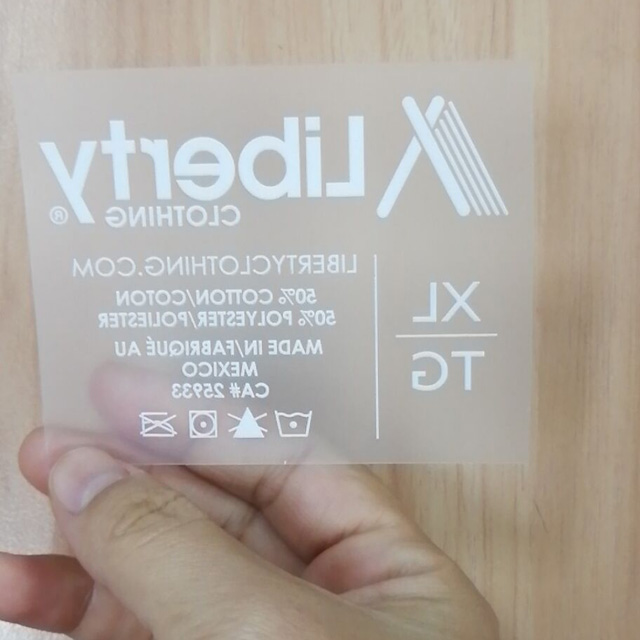 Liberty
CLOTHING ®
LIBERTYCLOTHING.COM
XL
TG
50% COTTON/COTON
50% POLYESTER/POLIESTER
MADE IN/FABRIQUÉ AU
MEXICO
CA# 25933